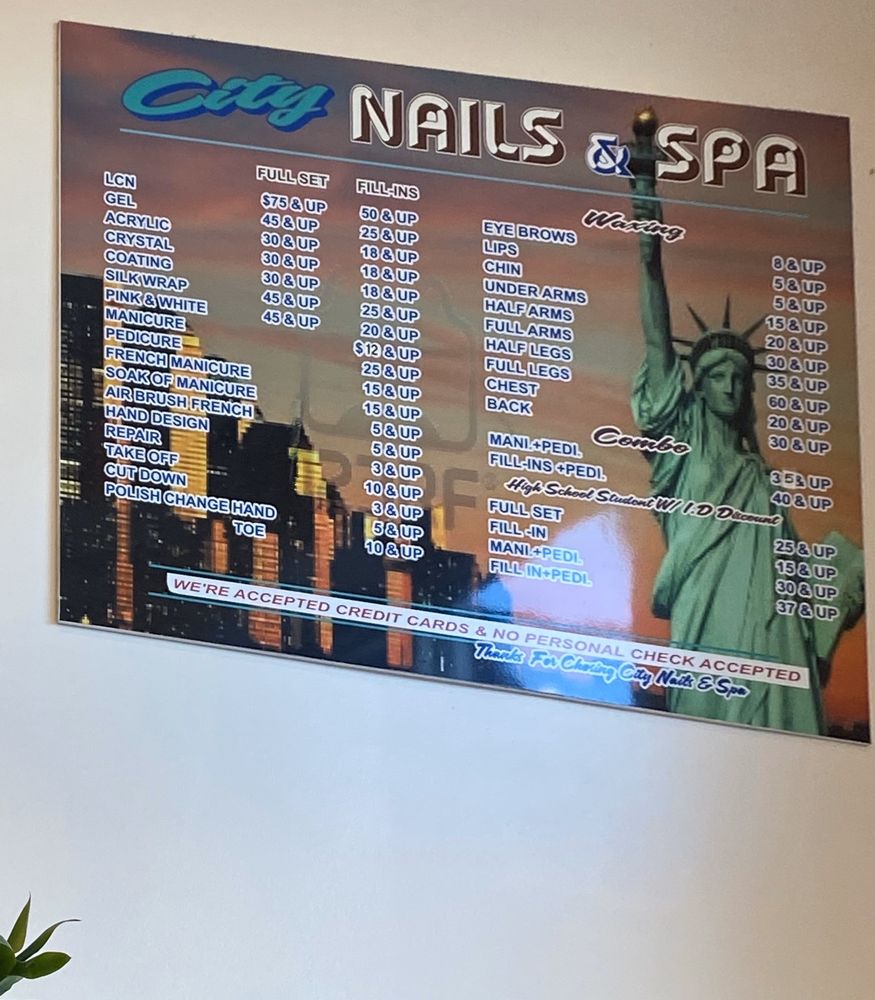 City NAILS & SPA
FULL SET FILL-INS
LCN $75 & UP 50 & UP
GEL 45 & UP 25 & UP
ACRYLIC 30 & UP 18 & UP
CRYSTAL 30 & UP 18 & UP
COATING 30 & UP 18 & UP
SILK WRAP 45 & UP 25 & UP
PINK & WHITE 45 & UP 20 & UP
MANICURE $12 & UP
PEDICURE 25 & UP
FRENCH MANICURE 15 & UP
SOAK OF MANICURE 15 & UP
AIR BRUSH FRENCH 5 & UP
HAND DESIGN 5 & UP
REPAIR 3 & UP
TAKE OFF 10 & UP
CUT DOWN 3 & UP
POLISH CHANGE HAND 5 & UP
TOE 10 & UP
Waxing
EYE BROWS 8 & UP
LIPS 5 & UP
CHIN 5 & UP
UNDER ARMS 15 & UP
HALF ARMS 20 & UP
FULL ARMS 30 & UP
HALF LEGS 35 & UP
FULL LEGS 60 & UP
CHEST 20 & UP
BACK 30 & UP
Combo
MANI.+PEDI. 35 & UP
FILL-INS +PEDI. 40 & UP
High School Student W/ I.D Discount
FULL SET 25 & UP
FILL -IN 15 & UP
MANI.+PEDI. 30 & UP
FILL IN+PEDI. 37 & UP
WE'RE ACCEPTED CREDIT CARDS & NO PERSONAL CHECK ACCEPTED
Thanks For Chosing City Nails & Spa